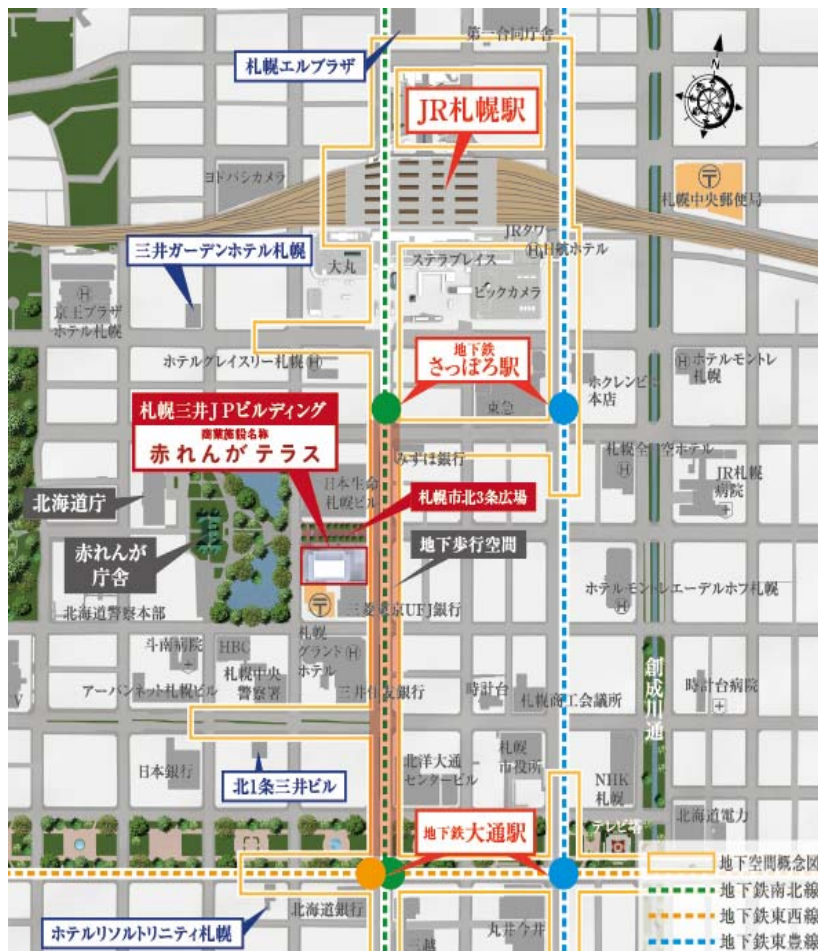 第一合同庁舎
札幌エルプラザ
N
JR札幌駅
ヨドバシカメラ
札幌中央郵便局
JRタワー
H日航ホテル
三井ガーデンホテル札幌
大丸
ステラプレイス
ビックカメラ
H
京王プラザ
ホテル札幌
ホテルグレイスリー札幌 H
地下鉄
さっぽろ駅
H ホテルモントレ
札幌
ホクレンビル
本店
東急
札幌三井JPビルディング
商業施設名称
赤れんが テラス
みずほ銀行
札幌全日空ホテル
H
JR札幌
病院
日本生命
札幌ビル
札幌市北3条広場
北海道庁
赤れんが
庁舎
地下歩行空間
ホテルモントレエーデルホフ札幌
H
北海道警察本部
三菱東京UFJ銀行
斗南病院
HBC
札幌
グランド
ホテル
H
札幌中央
警察署
アーバンネット札幌ビル
三井住友銀行
時計台
札幌商工会議所
時計台病院
創成川通
V
日本銀行
北1条三井ビル
北洋大通
センタービル
札幌
市役所
NHK
札幌
北海道電力
テレビ塔
地下鉄 大通駅
地下空間概念図
地下鉄南北線
地下鉄東西線
地下鉄東豊線
北海道銀行
ホテルリソルトリニティ札幌
三越
丸井今井